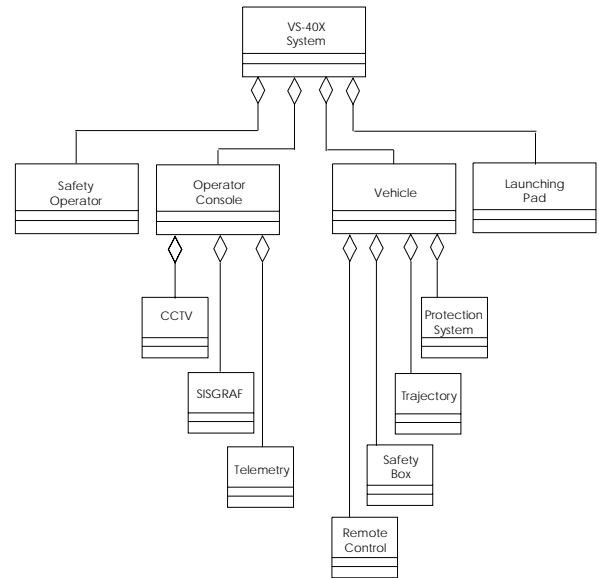 VS-40X
System
Safety
Operator
Operator
Console
Vehicle
Launching
Pad
CCTV
Protection
System
SISGRAF
Trajectory
Telemetry
Safety
Box
Remote
Control